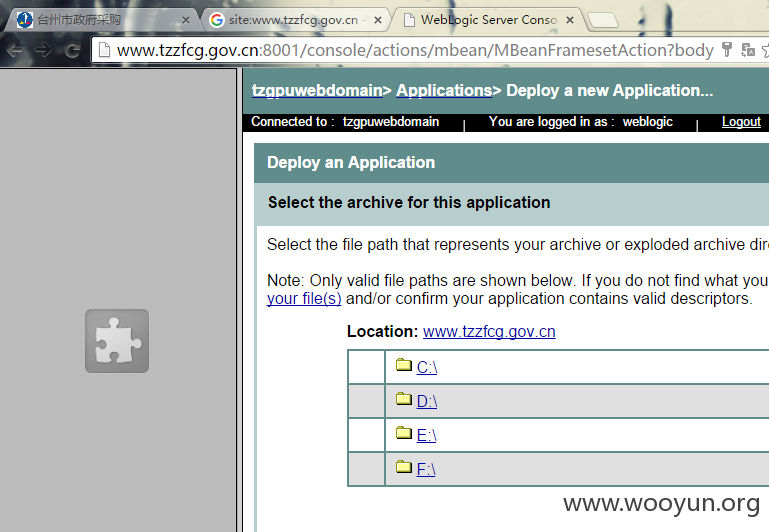 台州市政府采购
site:www.tzzfcg.gov.cn -
WebLogic Server Conso
www.tzzfcg.gov.cn:8001/console/actions/mbean/MBeanFramesetAction?body
tzgpuwebdomain> Applications> Deploy a new Application...
Connected to : tzgpuwebdomain | You are logged in as : weblogic | Logout
Deploy an Application
Select the archive for this application
Select the file path that represents your archive or exploded archive dire
Note: Only valid file paths are shown below. If you do not find what you
your file(s) and/or confirm your application contains valid descriptors.
Location: www.tzzfcg.gov.cn
C:\
D:\
E:\
F:\
www.wooyun.org